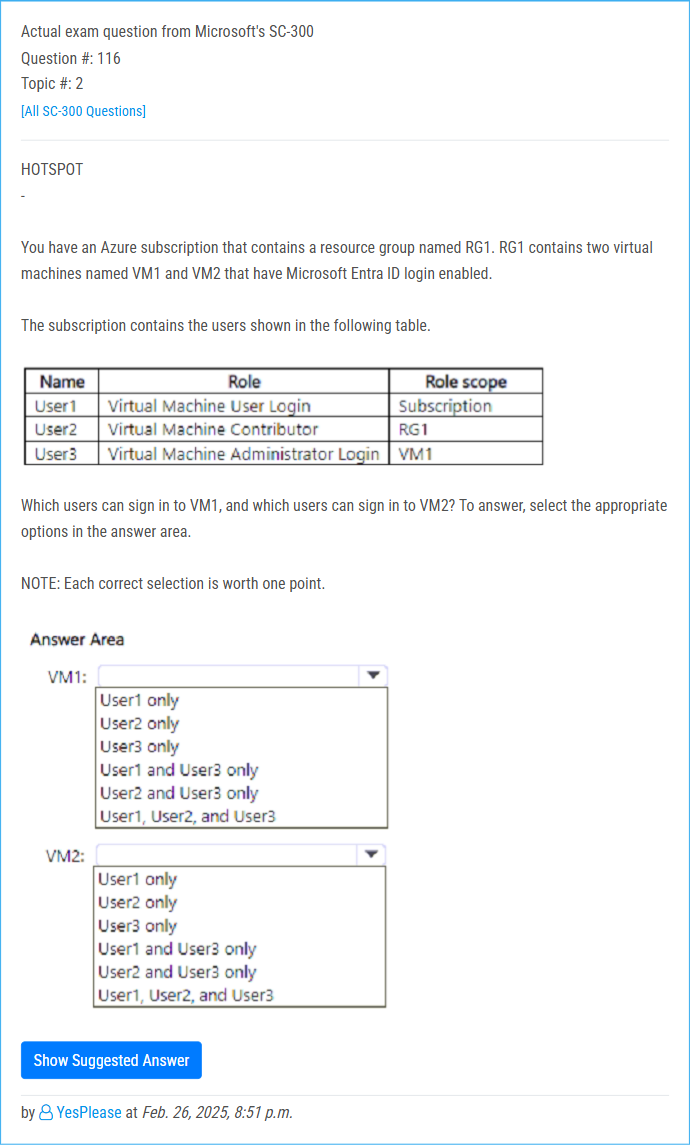 Actual exam question from Microsoft's SC-300
Question #: 116
Topic #: 2
[All SC-300 Questions]
HOTSPOT
-
You have an Azure subscription that contains a resource group named RG1. RG1 contains two virtual
machines named VM1 and VM2 that have Microsoft Entra ID login enabled.
The subscription contains the users shown in the following table.
Name Role Role scope
User1 Virtual Machine User Login Subscription
User2 Virtual Machine Contributor RG1
User3 Virtual Machine Administrator Login VM1
Which users can sign in to VM1, and which users can sign in to VM2? To answer, select the appropriate
options in the answer area.
NOTE: Each correct selection is worth one point.
Answer Area
VM1:
User1 only
User2 only
User3 only
User1 and User3 only
User2 and User3 only
User1, User2, and User3
VM2:
User1 only
User2 only
User3 only
User1 and User3 only
User2 and User3 only
User1, User2, and User3
Show Suggested Answer
by YesPlease at Feb. 26, 2025, 8:51 p.m.